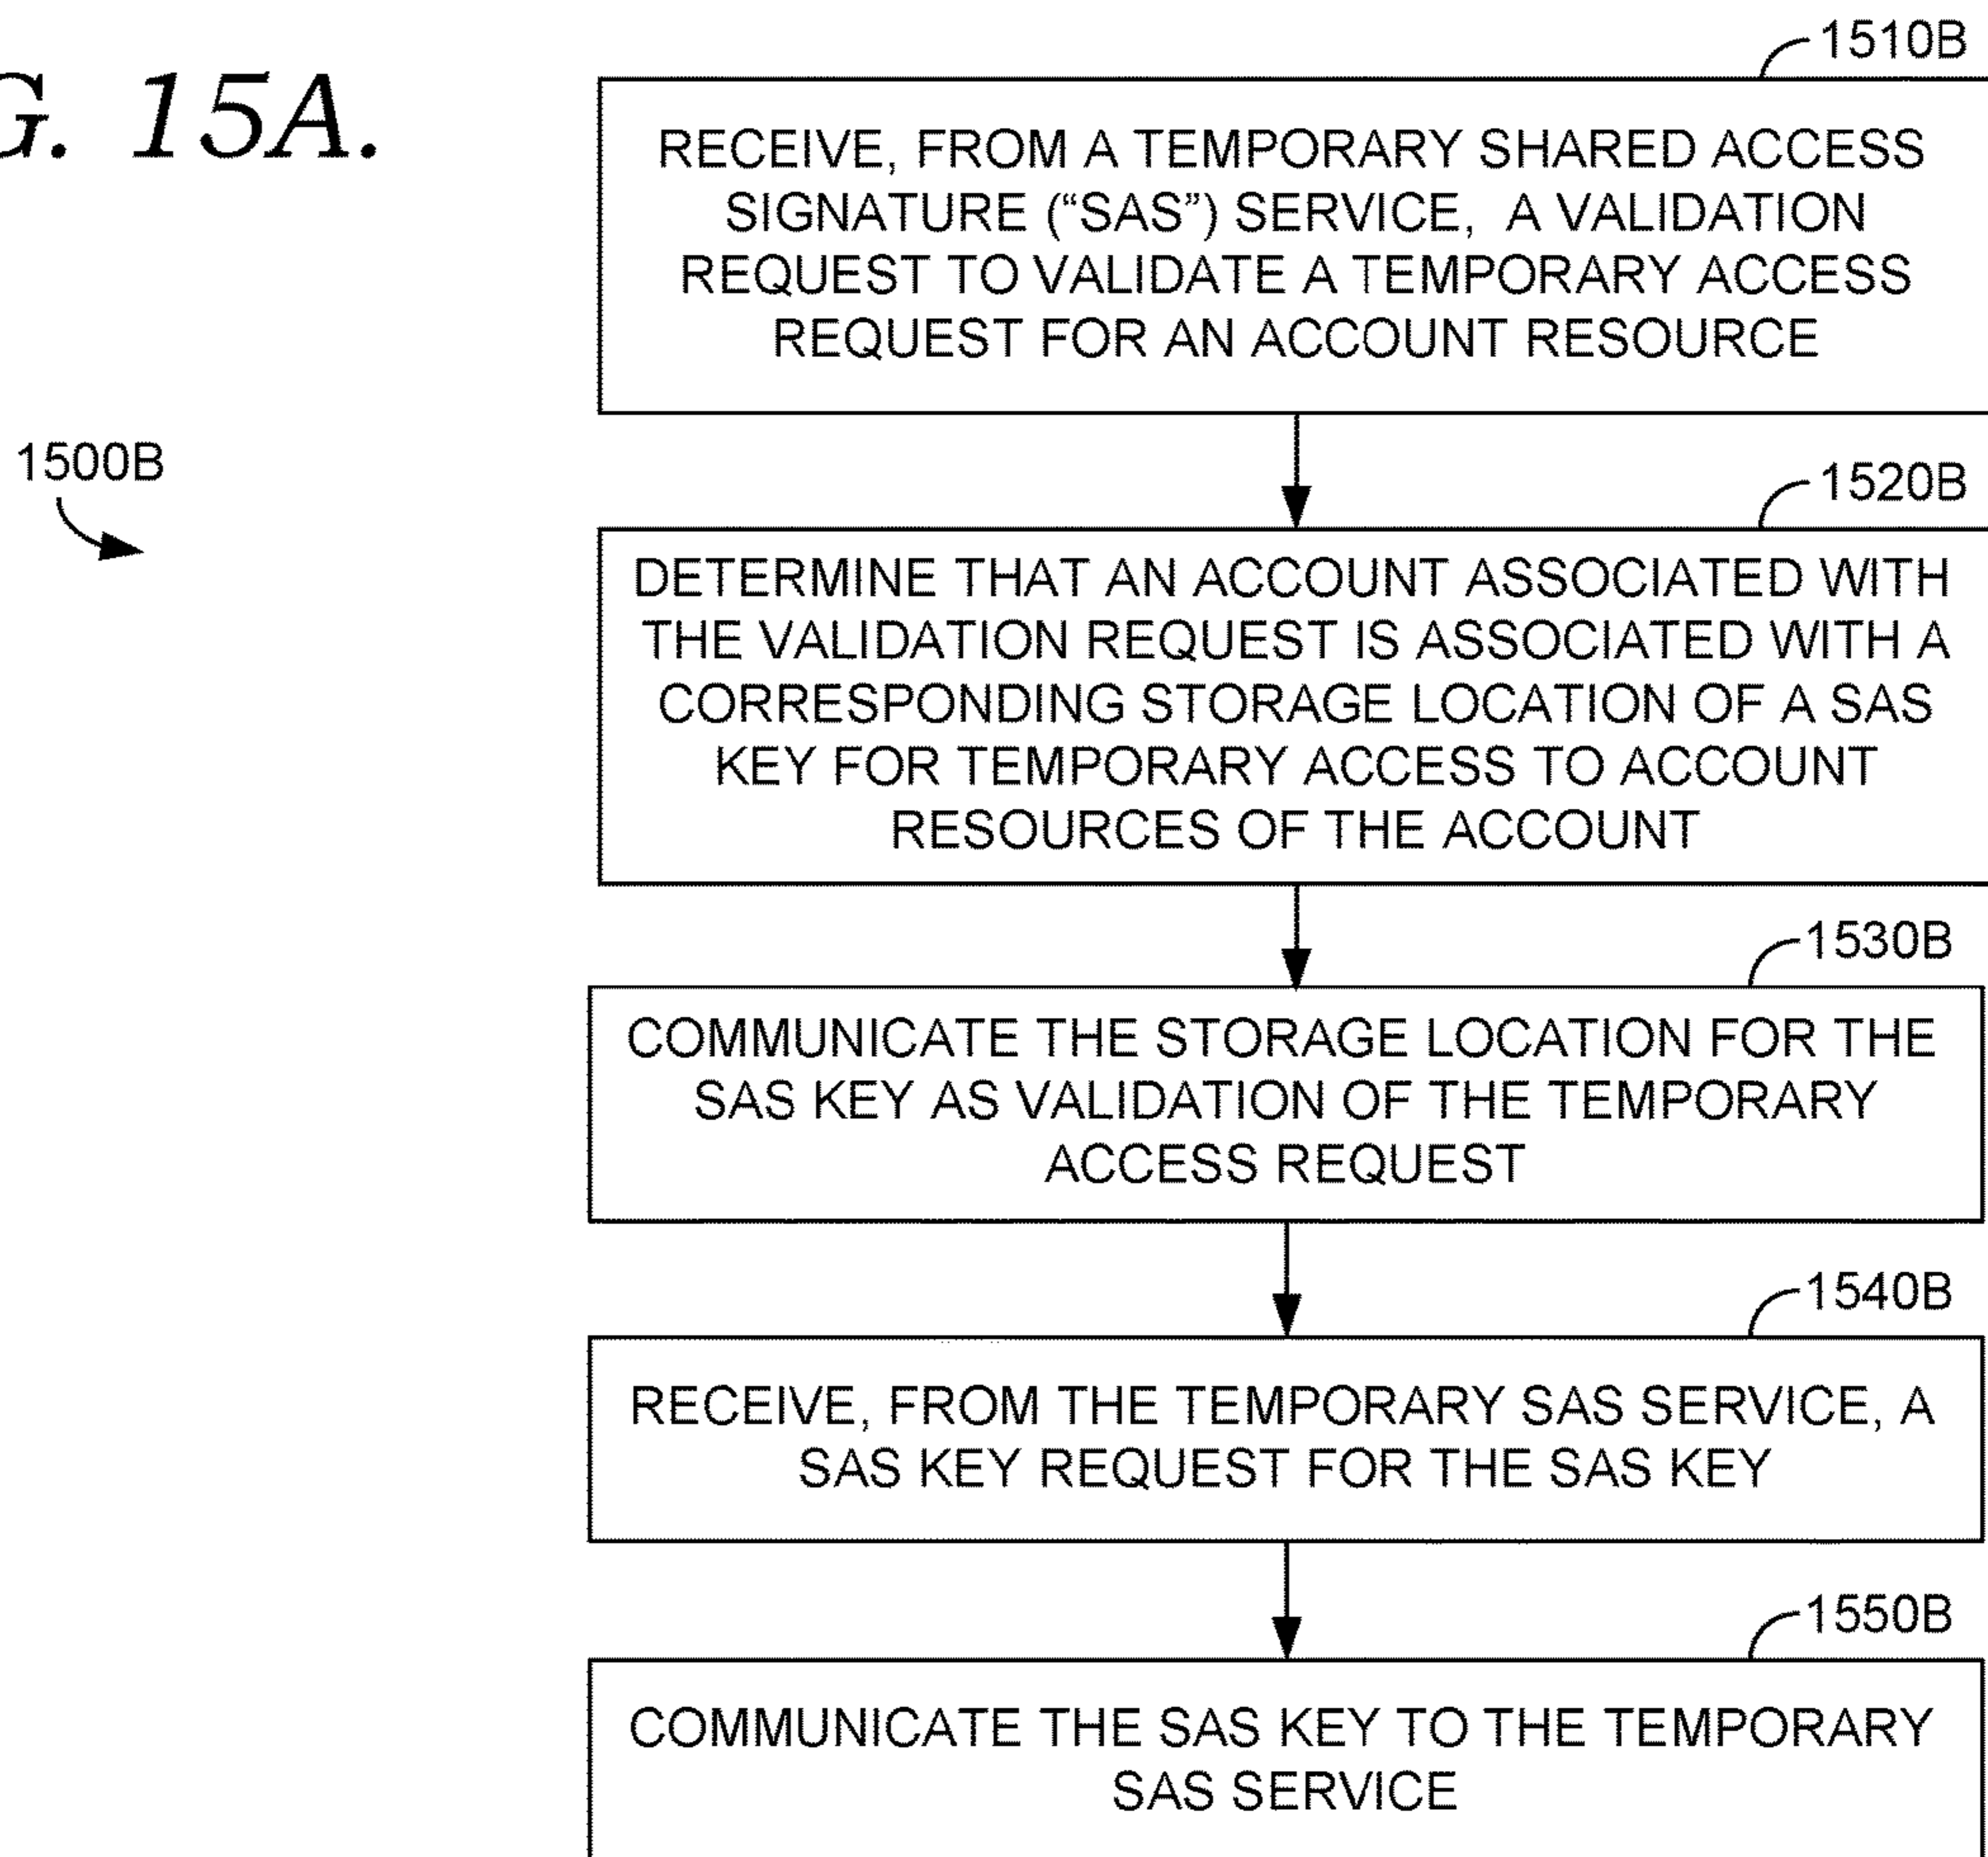 G. 15A.
1510B
RECEIVE, FROM A TEMPORARY SHARED ACCESS
SIGNATURE (“SAS”) SERVICE, A VALIDATION
REQUEST TO VALIDATE A TEMPORARY ACCESS
REQUEST FOR AN ACCOUNT RESOURCE
1500B
1520B
DETERMINE THAT AN ACCOUNT ASSOCIATED WITH
THE VALIDATION REQUEST IS ASSOCIATED WITH A
CORRESPONDING STORAGE LOCATION OF A SAS
KEY FOR TEMPORARY ACCESS TO ACCOUNT
RESOURCES OF THE ACCOUNT
1530B
COMMUNICATE THE STORAGE LOCATION FOR THE
SAS KEY AS VALIDATION OF THE TEMPORARY
ACCESS REQUEST
1540B
RECEIVE, FROM THE TEMPORARY SAS SERVICE, A
SAS KEY REQUEST FOR THE SAS KEY
1550B
COMMUNICATE THE SAS KEY TO THE TEMPORARY
SAS SERVICE